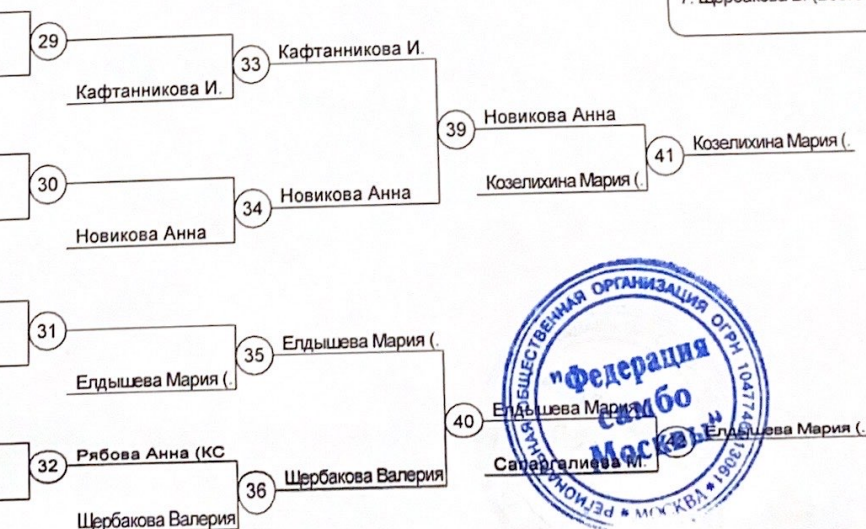 29
33
Кафтанникова И.
Кафтанникова И.
39
Новикова Анна
41
Козелихина Мария (.
Козелихина Мария (.
30
34
Новикова Анна
Новикова Анна
31
35
Елдышева Мария (.
Елдышева Мария (.
40
Елдышева Мария
42
Елдышева Мария (.
Сапаргалиева М.
32
Рябова Анна (КС
36
Щербакова Валерия
Щербакова Валерия
РЕГИОНАЛЬНАЯ ОБЩЕСТВЕННАЯ ОРГАНИЗАЦИЯ ОГРН
* МОСКВА *
"Федерация
самбо
Москвы"